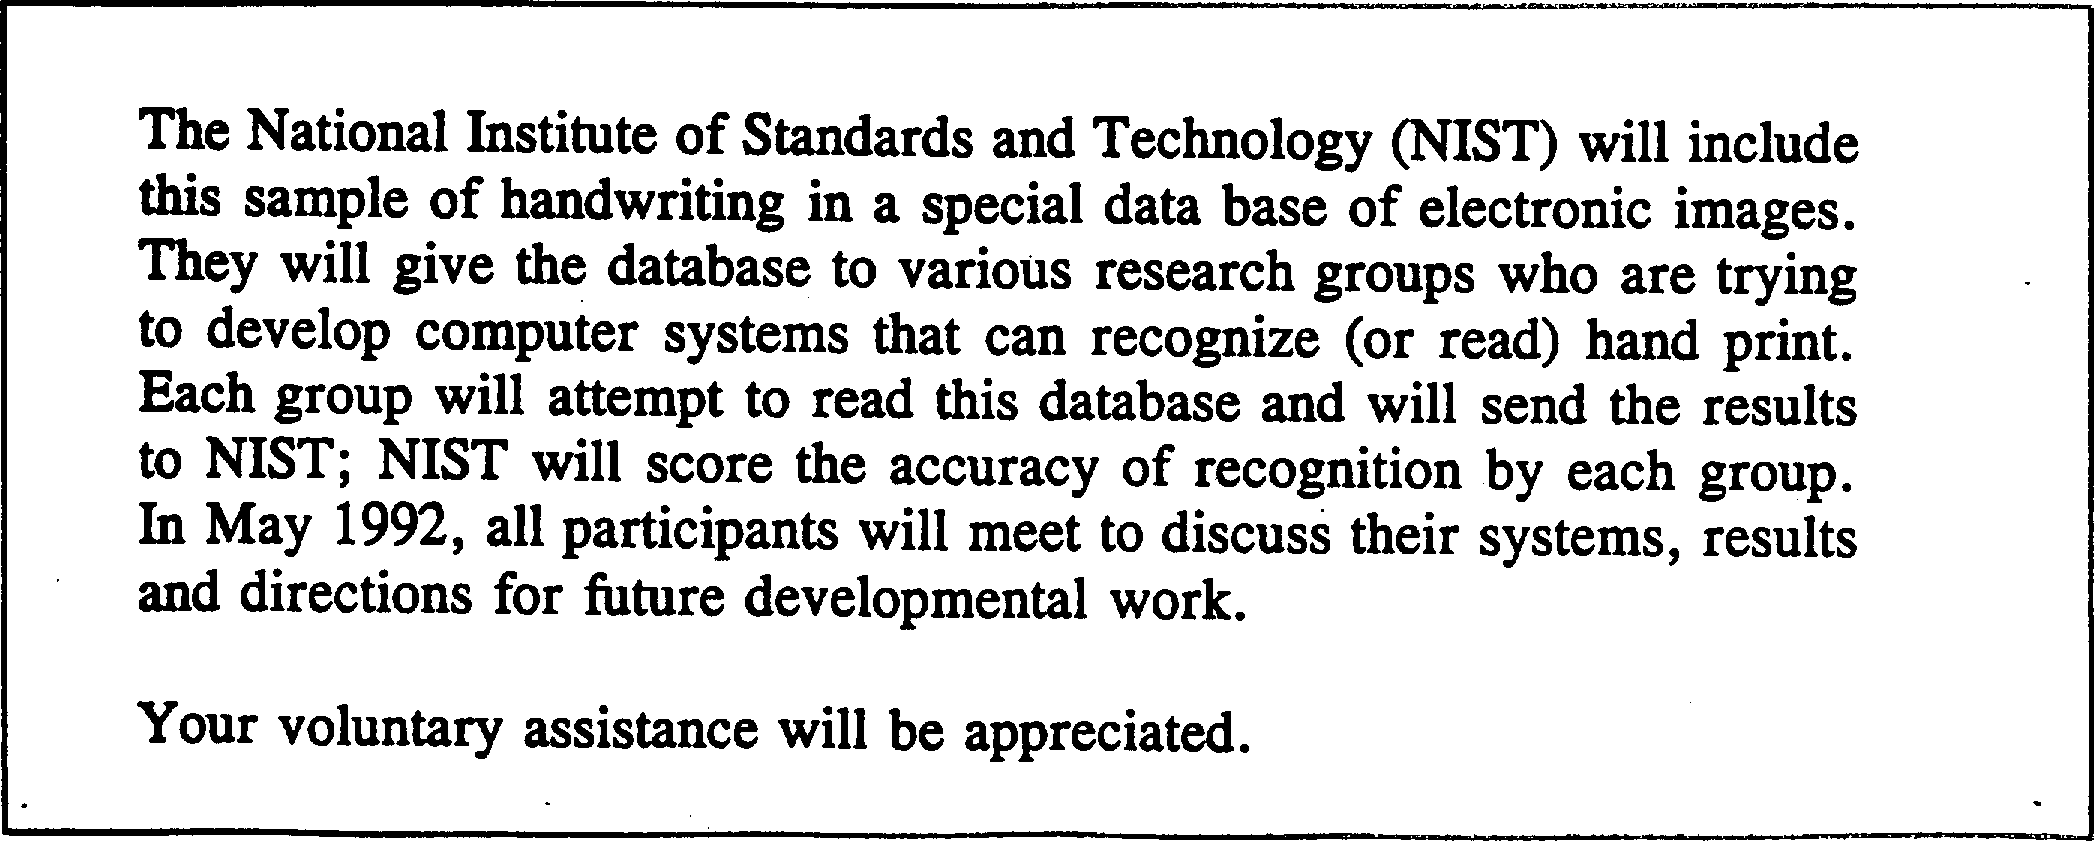 The National Institute of Standards and Technology (NIST) will include
this sample of handwriting in a special data base of electronic images.
They will give the database to various research groups who are trying
to develop computer systems that can recognize (or read) hand print.
Each group will attempt to read this database and will send the results
to NIST; NIST will score the accuracy of recognition by each group.
In May 1992, all participants will meet to discuss their systems, results
and directions for future developmental work.
Your voluntary assistance will be appreciated.